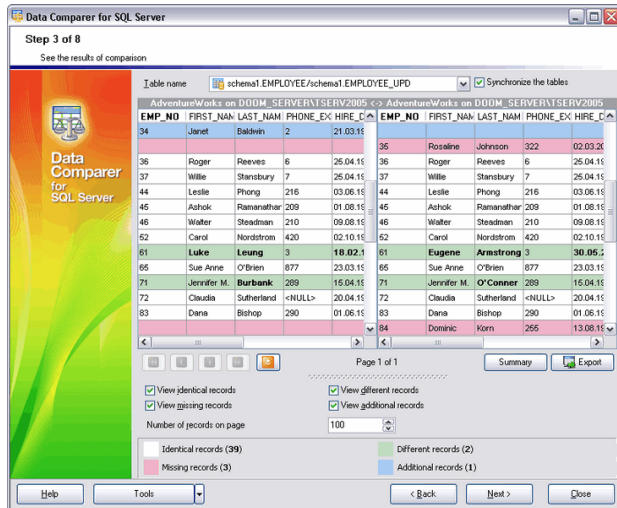 Data Comparer for SQL Server
Step 3 of 8
See the results of comparison
Data
Comparer
for
SQL Server
Table name schema1.EMPLOYEE/schema1.EMPLOYEE_UPD Synchronize the tables
AdventureWorks on DOOM_SERVER\TSERV2005 <-> AdventureWorks on DOOM_SERVER\TSERV2005
EMP_NO FIRST_NAM LAST_NAM PHONE_EX HIRE_D EMP_NO FIRST_NAM LAST_NAM PHONE_EX HIRE_D
34 Janet Baldwin 2 21.03.19
35 Rosaline Johnson 322 02.03.20
36 Roger Reeves 6 25.04.19 36 Roger Reeves 6 25.04.19
37 Willie Stansbury 7 25.04.19 37 Willie Stansbury 7 25.04.19
44 Leslie Phong 216 03.06.19 44 Leslie Phong 216 03.06.19
45 Ashok Ramanathar 209 01.08.19 45 Ashok Ramanathar 209 01.08.19
46 Walter Steadman 210 09.08.19 46 Walter Steadman 210 09.08.19
52 Carol Nordstrom 420 02.10.19 52 Carol Nordstrom 420 02.10.19
61 Luke Leung 3 18.02.1 61 Eugene Armstrong 3 30.05.2
65 Sue Anne O'Brien 877 23.03.19 65 Sue Anne O'Brien 877 23.03.19
71 Jennifer M. Burbank 289 15.04.19 71 Jennifer M. O'Conner 289 15.04.19
72 Claudia Sutherland <NULL> 20.04.19 72 Claudia Sutherland <NULL> 20.04.19
83 Dana Bishop 290 01.06.19 83 Dana Bishop 290 01.06.19
84 Dominic Korn 255 13.08.19
Page 1 of 1 Summary Export
View identical records View different records
View missing records View additional records
Number of records on page 100
Identical records (39) Different records (2)
Missing records (3) Additional records (1)
Help Tools < Back Next > Close